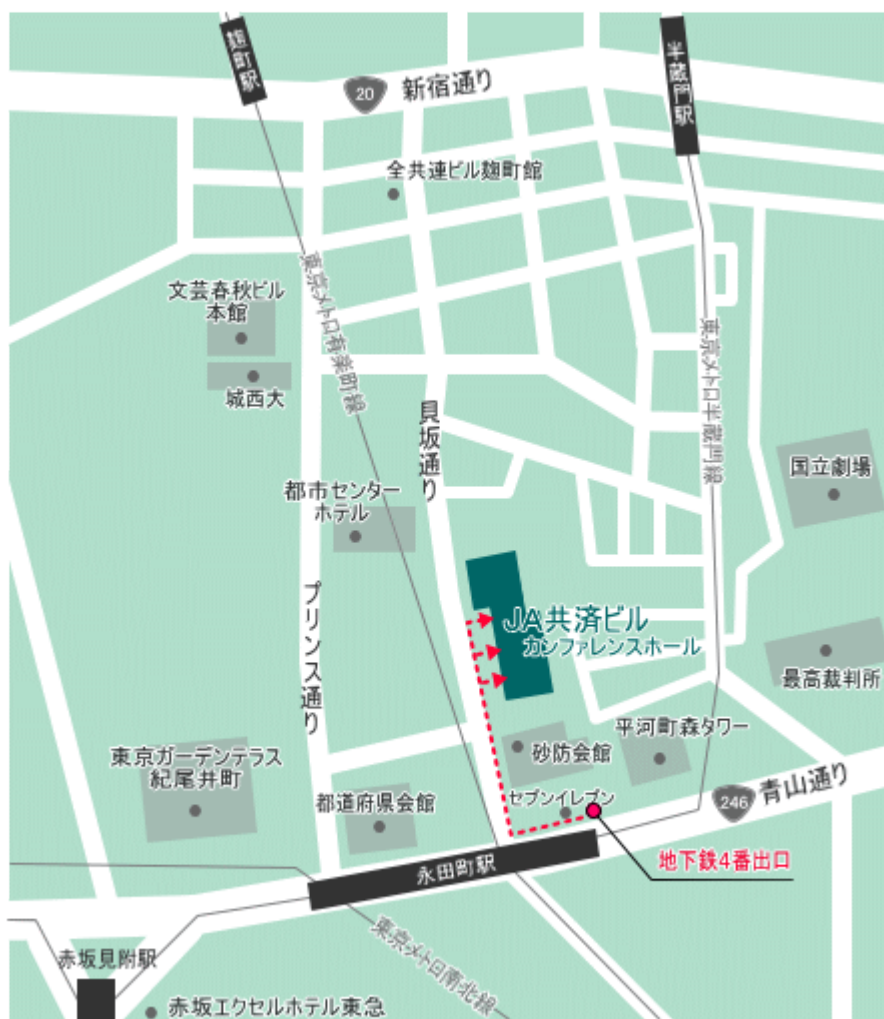 麹町駅
半蔵門駅
20
新宿通り
全共連ビル麹町館
東京メトロ有楽町線
文芸春秋ビル
本館
城西大
東京メトロ半蔵門線
貝坂通り
国立劇場
都市センター
ホテル
プリンス通り
JA共済ビル
カンファレンスホール
最高裁判所
平河町森タワー
砂防会館
東京ガーデンテラス
紀尾井町
都道府県会館
セブンイレブン
246
青山通り
地下鉄4番出口
永田町駅
東京メトロ南北線
赤坂見附駅
赤坂エクセルホテル東急